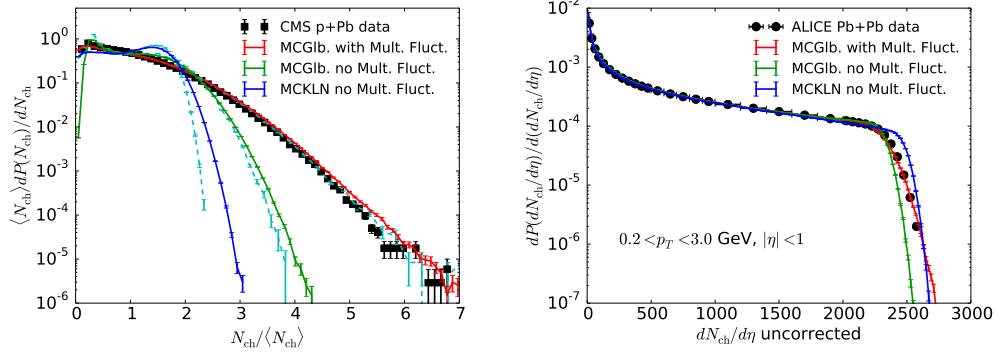 10⁰
10⁻¹
10⁻²
10⁻³
10⁻⁴
10⁻⁵
10⁻⁶
⟨N_ch⟩dP(N_ch)/dN_ch
CMS p+Pb data
MCGlb. with Mult. Fluct.
MCGlb. no Mult. Fluct.
MCKLN no Mult. Fluct.
0 1 2 3 4 5 6 7
N_ch/⟨N_ch⟩
10⁻²
10⁻³
10⁻⁴
10⁻⁵
10⁻⁶
10⁻⁷
dP(dN_ch/dη)/d(dN_ch/dη)
ALICE Pb+Pb data
MCGlb. with Mult. Fluct.
MCGlb. no Mult. Fluct.
MCKLN no Mult. Fluct.
0.2<p_T<3.0 GeV, |η|<1
0 500 1000 1500 2000 2500 3000
dN_ch/dη uncorrected